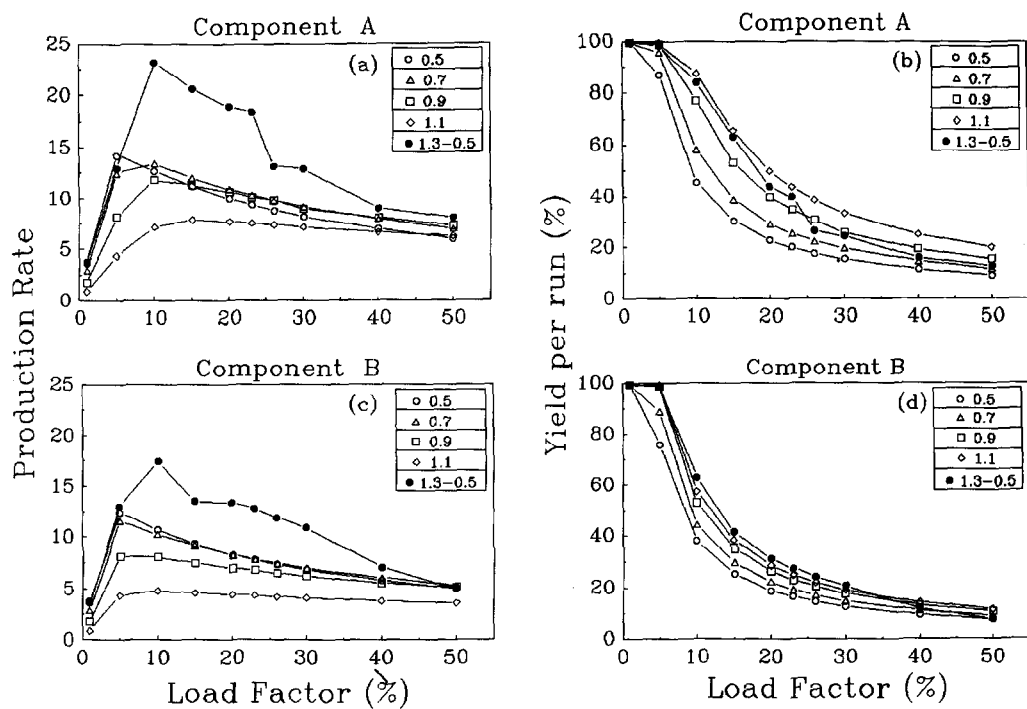 Component A
Production Rate
25
20
15
10
5
0
(a)
0.5
0.7
0.9
1.1
1.3–0.5
0 10 20 30 40 50
Component A
Yield per run (%)
100
80
60
40
20
0
(b)
0.5
0.7
0.9
1.1
1.3–0.5
0 10 20 30 40 50
Component B
25
20
15
10
5
0
(c)
0.5
0.7
0.9
1.1
1.3–0.5
0 10 20 30 40 50
Load Factor (%)
Component B
100
80
60
40
20
0
(d)
0.5
0.7
0.9
1.1
1.3–0.5
0 10 20 30 40 50
Load Factor (%)